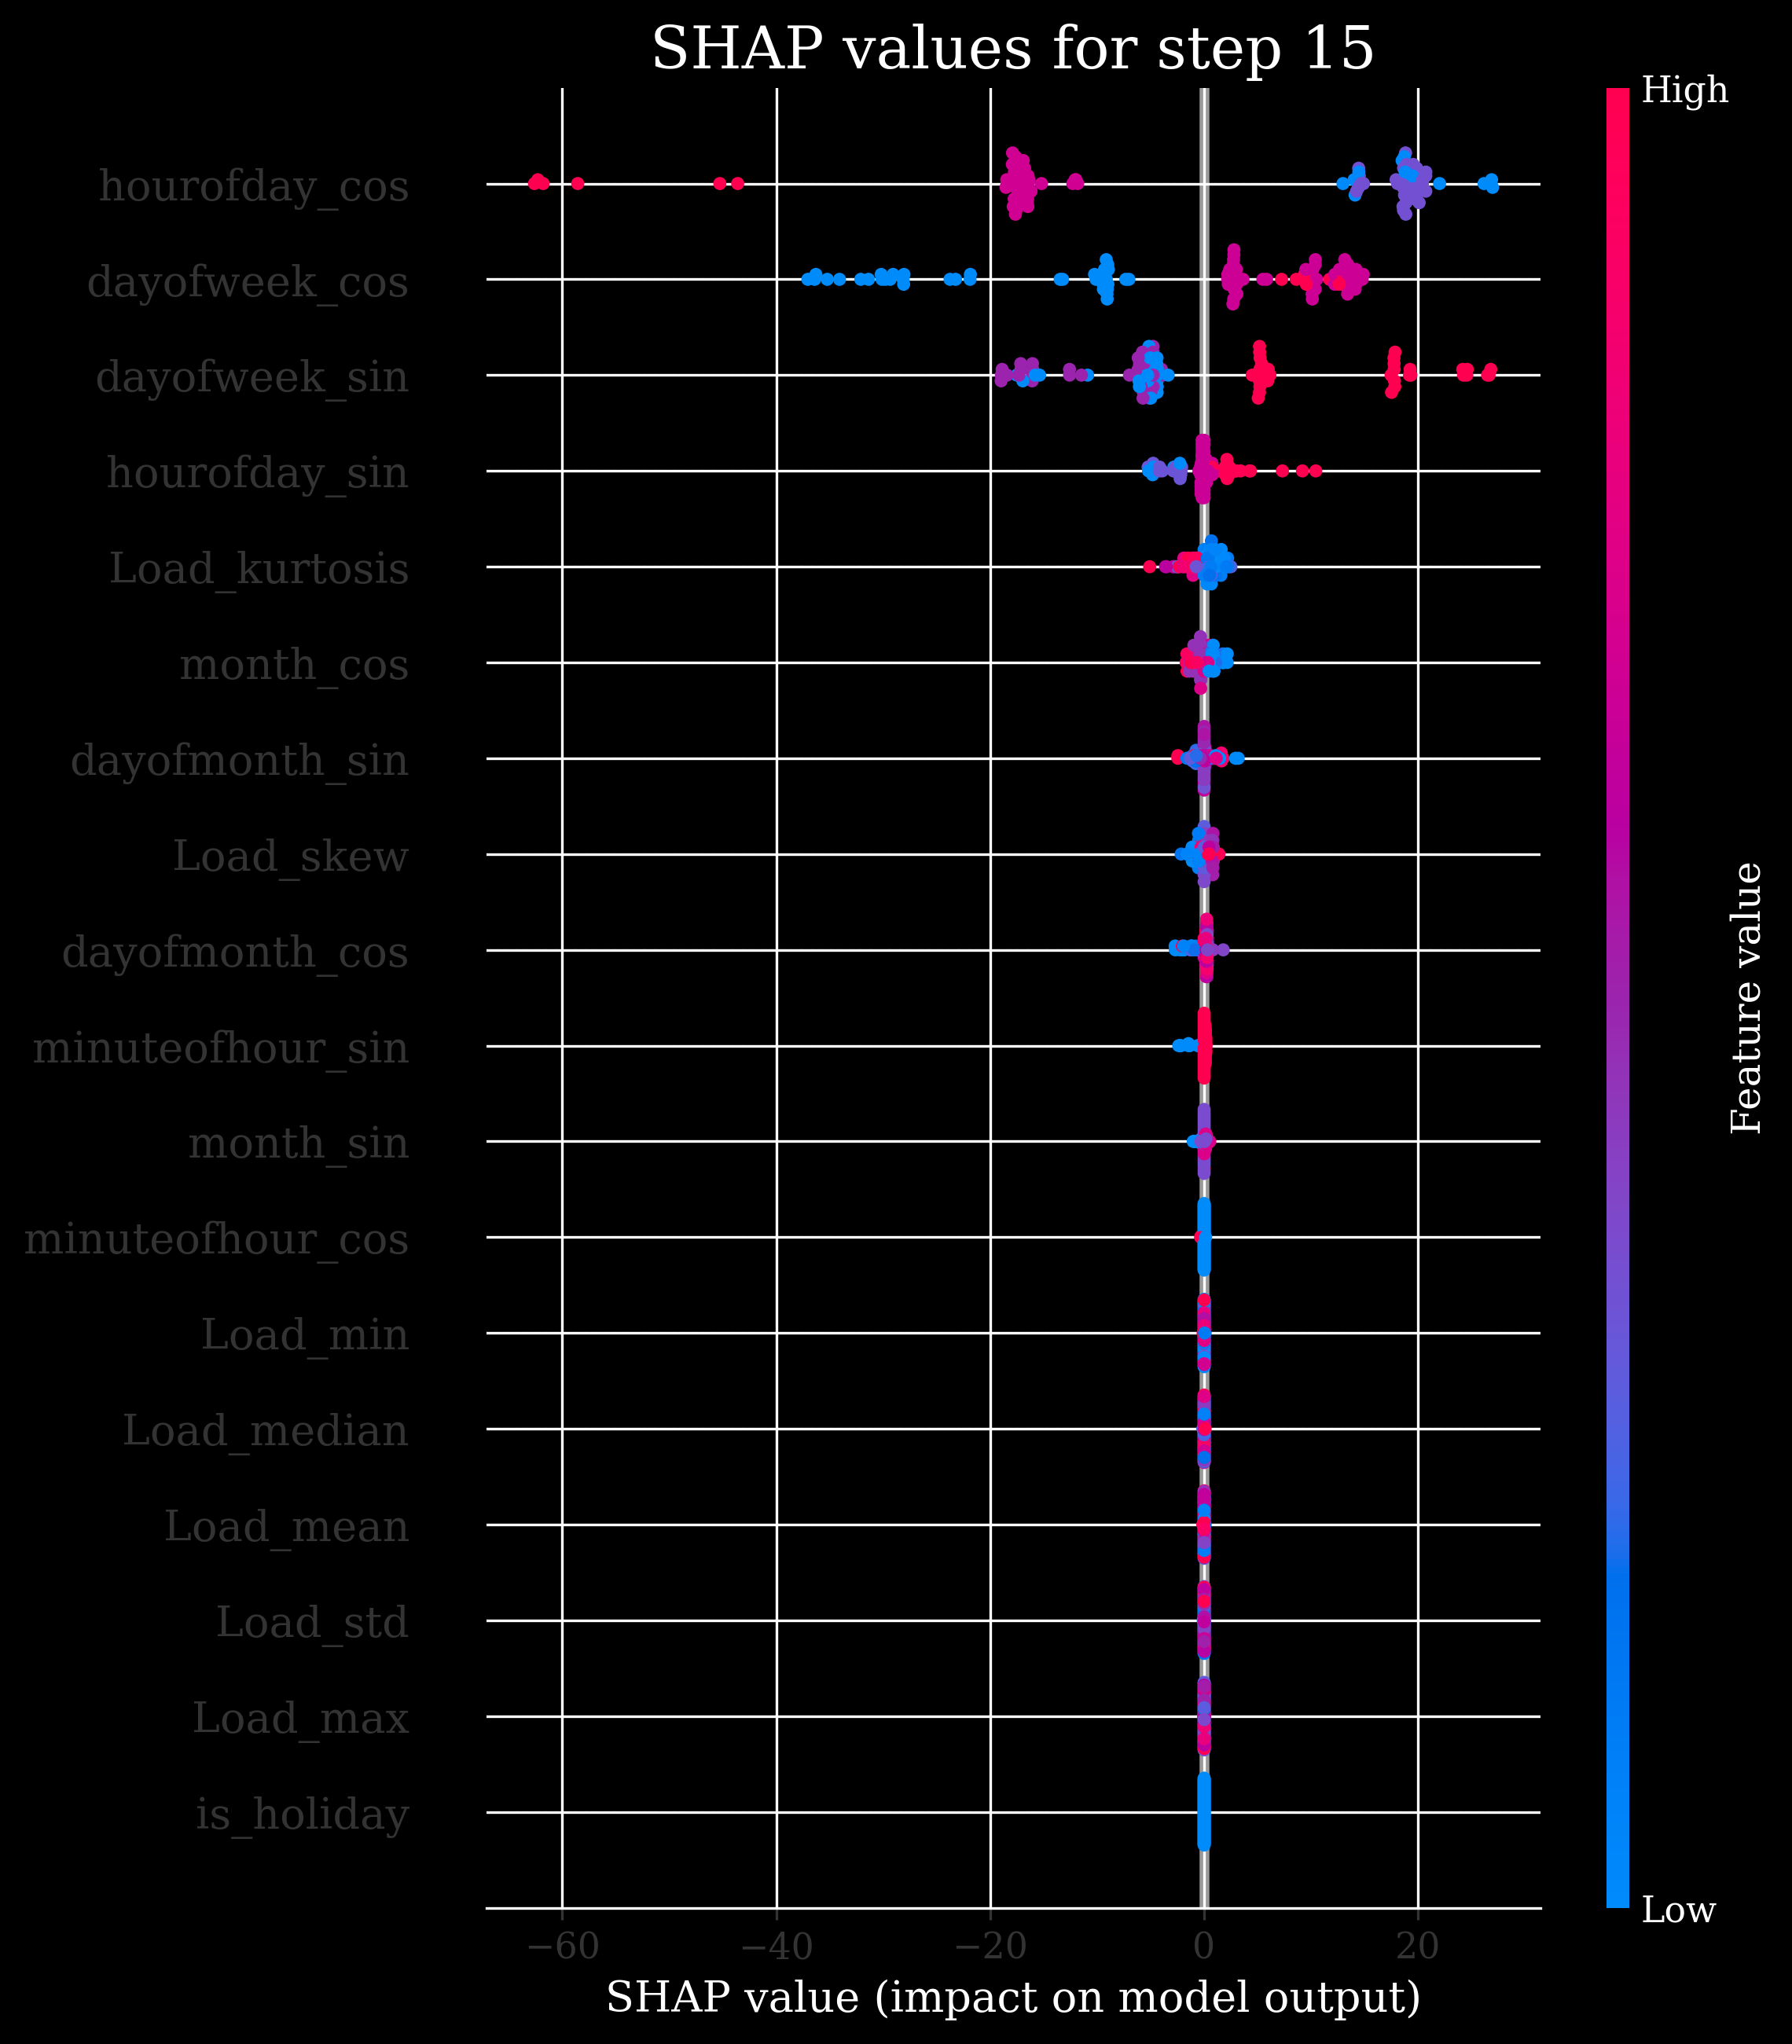 SHAP values for step 15
High
hourofday_cos
dayofweek_cos
dayofweek_sin
hourofday_sin
Load_kurtosis
month_cos
dayofmonth_sin
Load_skew
dayofmonth_cos
minuteofhour_sin
month_sin
minuteofhour_cos
Load_min
Load_median
Load_mean
Load_std
Load_max
is_holiday
Feature value
Low
−60 −40 −20 0 20
SHAP value (impact on model output)